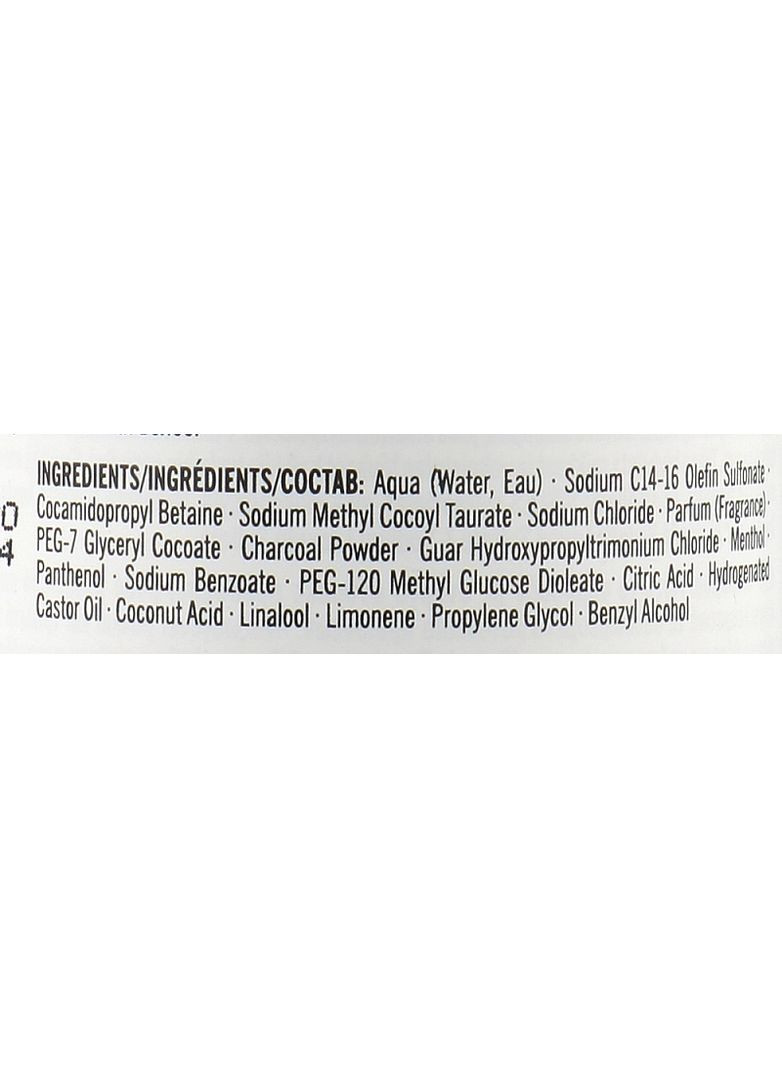 INGREDIENTS/INGRÉDIENTS/СОСТАВ: Aqua (Water, Eau) · Sodium C14-16 Olefin Sulfonate ·
Cocamidopropyl Betaine · Sodium Methyl Cocoyl Taurate · Sodium Chloride · Parfum (Fragrance) ·
PEG-7 Glyceryl Cocoate · Charcoal Powder · Guar Hydroxypropyltrimonium Chloride · Menthol ·
Panthenol · Sodium Benzoate · PEG-120 Methyl Glucose Dioleate · Citric Acid · Hydrogenated
Castor Oil · Coconut Acid · Linalool · Limonene · Propylene Glycol · Benzyl Alcohol